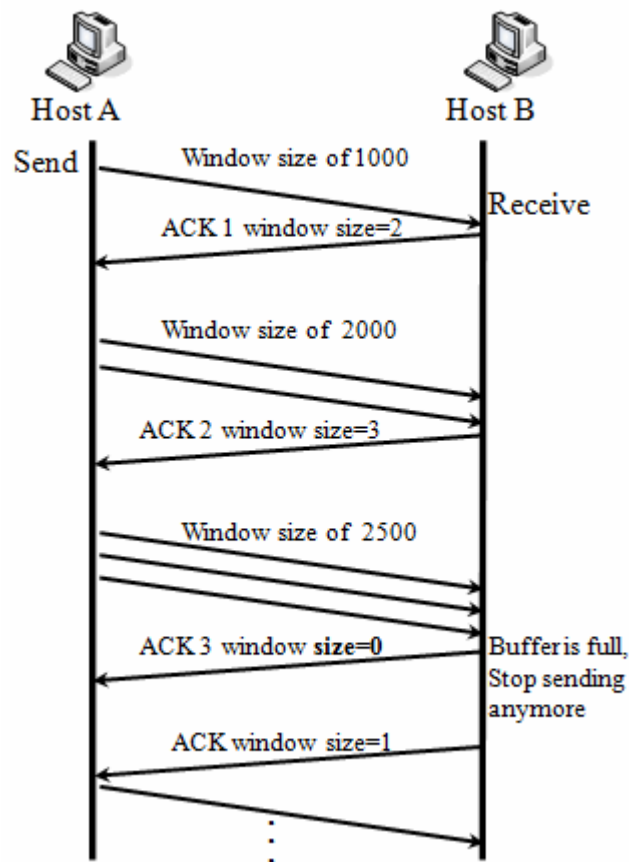 Host A
Host B
Send
Window size of 1000
Receive
ACK 1 window size=2
Window size of 2000
ACK 2 window size=3
Window size of 2500
ACK 3 window size=0
Buffer is full,
Stop sending
anymore
ACK window size=1